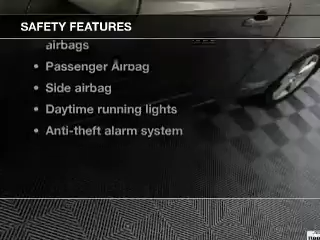 SAFETY FEATURES
airbags
• Passenger Airbag
• Side airbag
• Daytime running lights
• Anti-theft alarm system